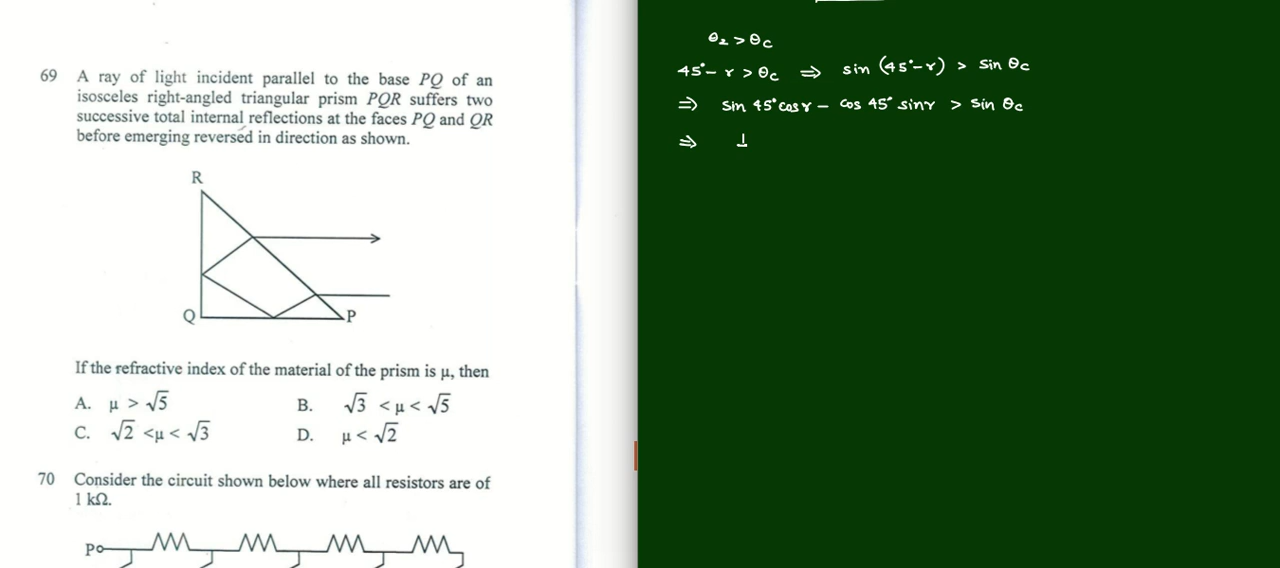 69 A ray of light incident parallel to the base PQ of an
isosceles right-angled triangular prism PQR suffers two
successive total internal reflections at the faces PQ and QR
before emerging reversed in direction as shown.
R
Q
P
If the refractive index of the material of the prism is μ, then
A. μ > √5
B. √3 < μ < √5
C. √2 <μ < √3
D. μ < √2
70 Consider the circuit shown below where all resistors are of
1 kΩ.
Po
θ₂ > θc
45° - r > θc ⇒ sin (45° - r) > sin θc
⇒ sin 45° cos r - cos 45° sin r > sin θc
⇒ 1